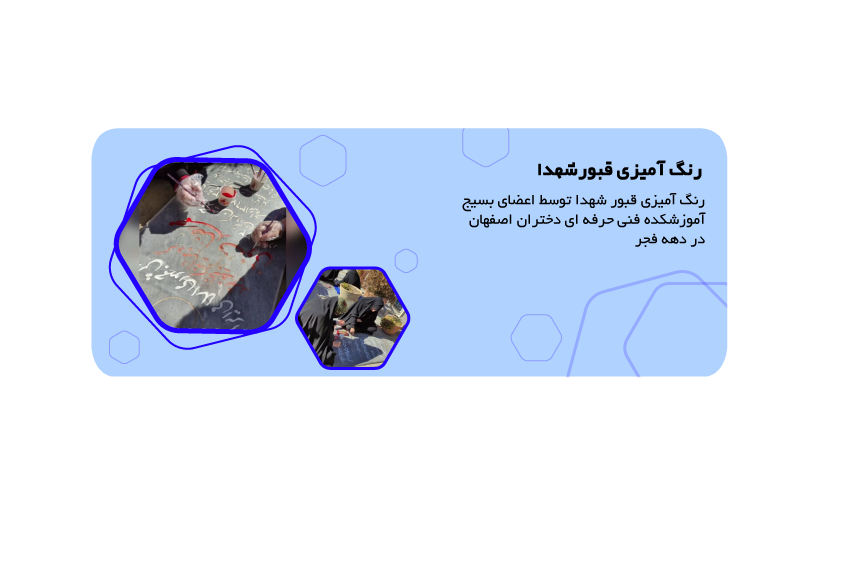 رنگ آمیزی قبورشهدا
رنگ آمیزی قبور شهدا توسط اعضای بسیج
آموزشکده فنی حرفه ای دختران اصفهان
در دهه فجر